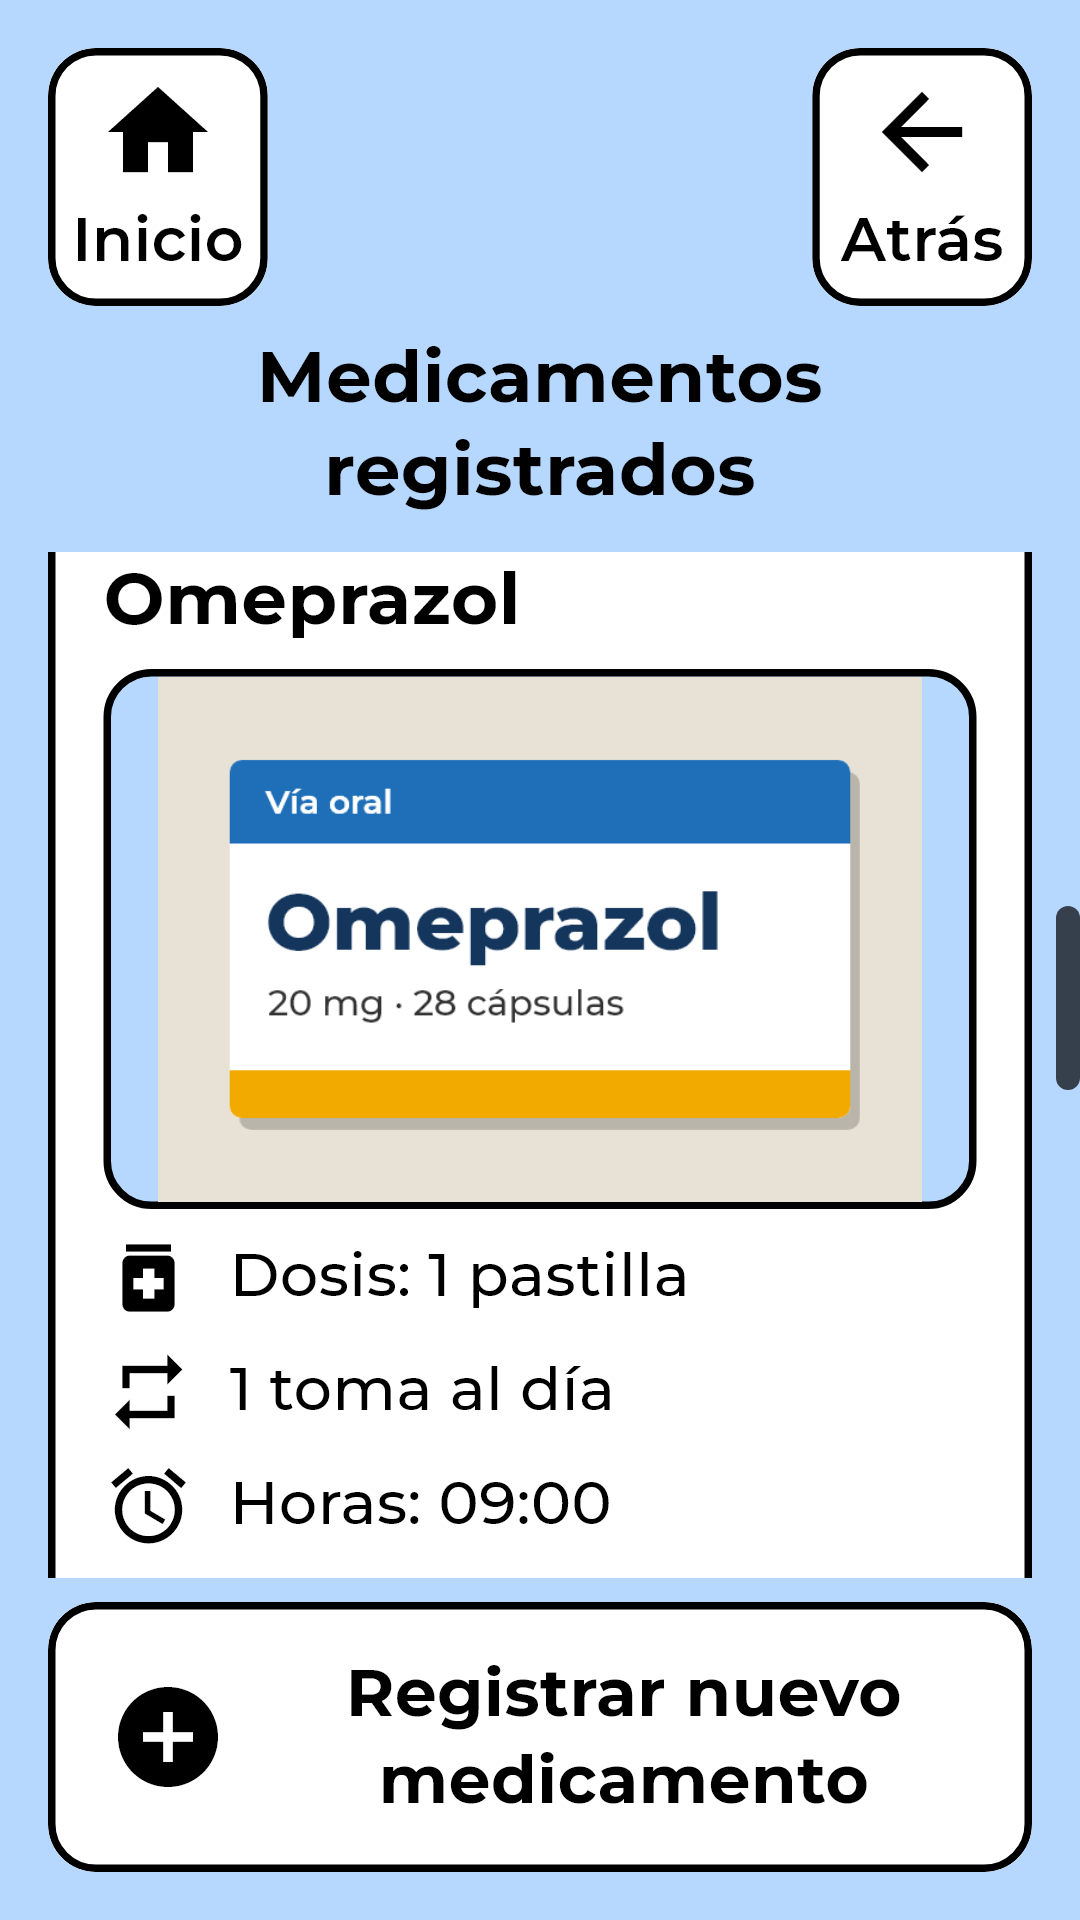 Inicio
Atrás
Medicamentos
registrados
Omeprazol
Vía oral
Omeprazol
20 mg · 28 cápsulas
Dosis: 1 pastilla
1 toma al día
Horas: 09:00
Registrar nuevo
medicamento